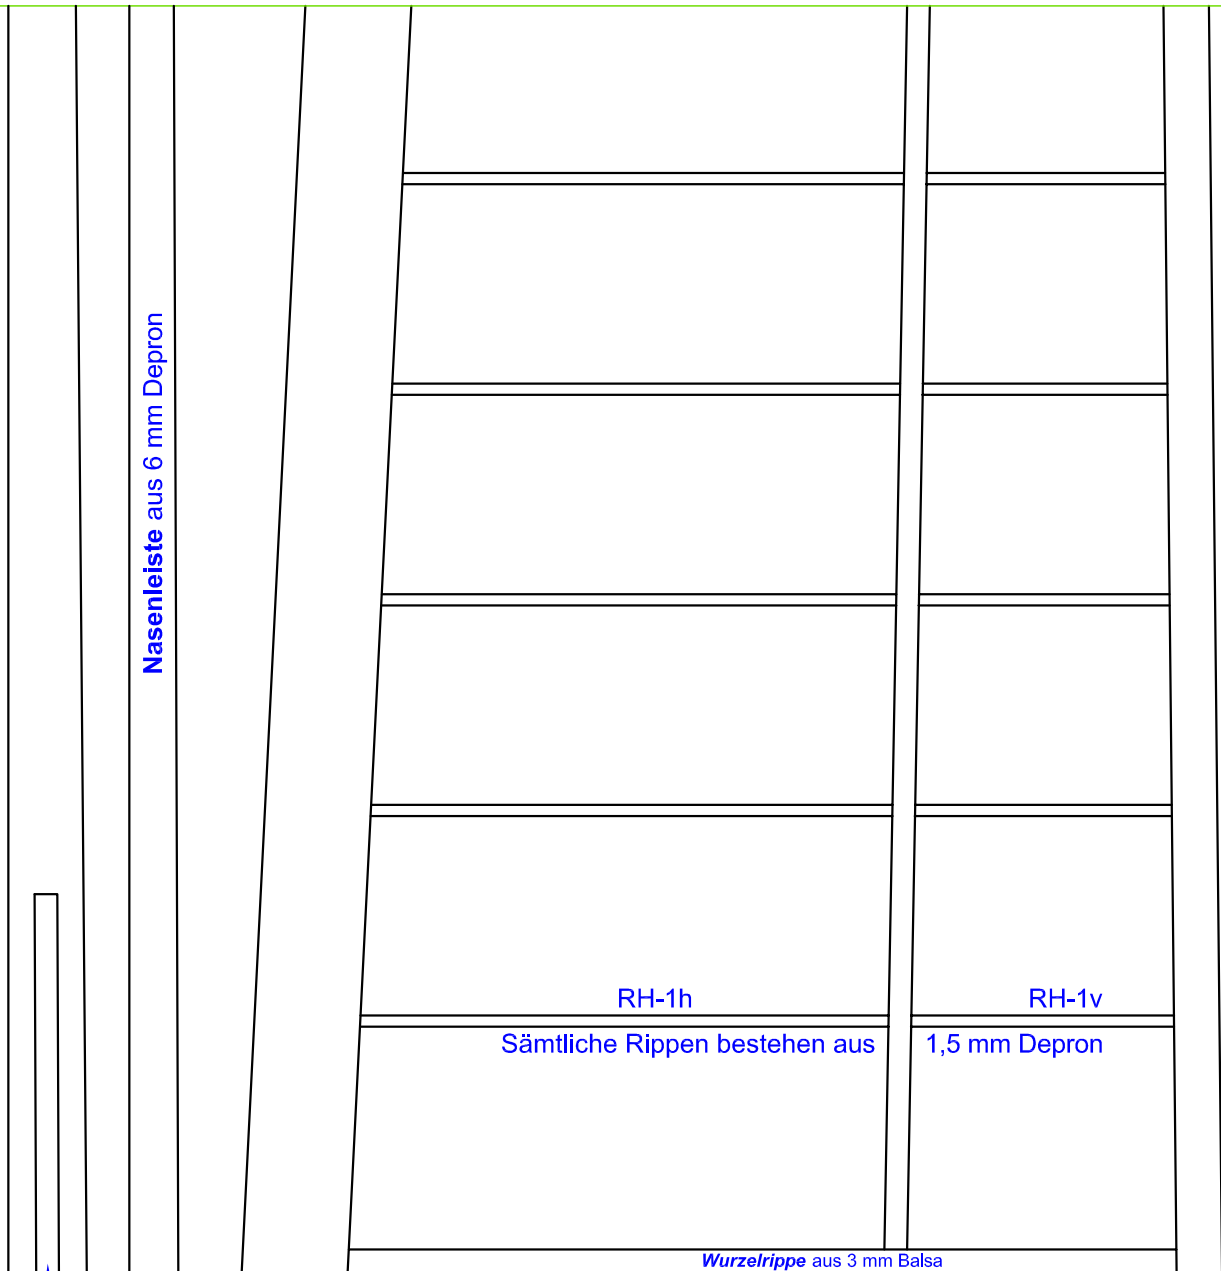 Nasenleiste aus 6 mm Depron
RH-1h
RH-1v
Sämtliche Rippen bestehen aus
1,5 mm Depron
Wurzelrippe aus 3 mm Balsa